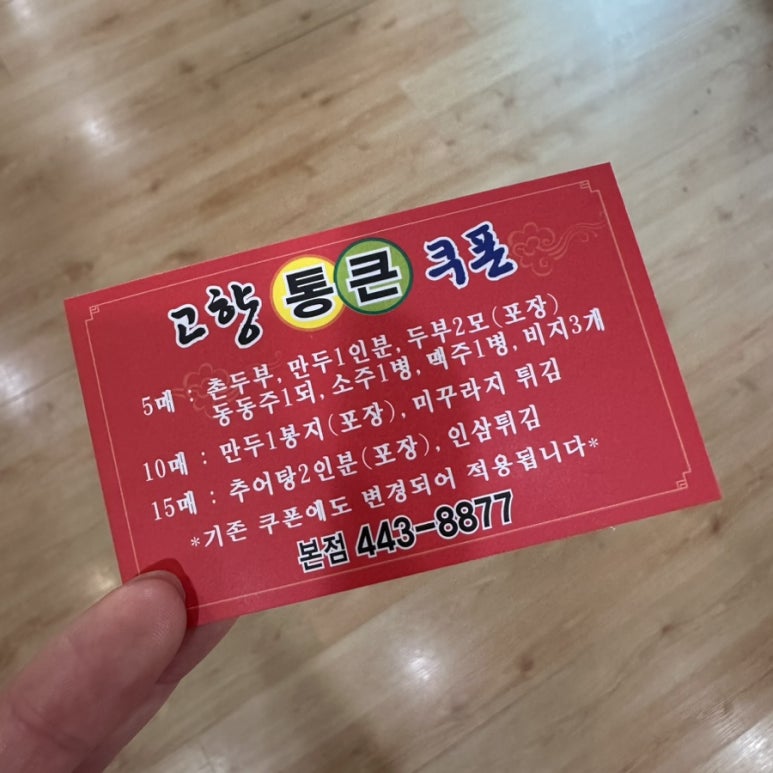 고향 통큰 쿠폰
5매 : 촌두부, 만두1인분, 두부2모(포장)
동동주1되, 소주1병, 맥주1병, 비지3개
10매 : 만두1봉지(포장), 미꾸라지 튀김
15매 : 추어탕2인분(포장), 인삼튀김
*기존 쿠폰에도 변경되어 적용됩니다*
본점 443-8877